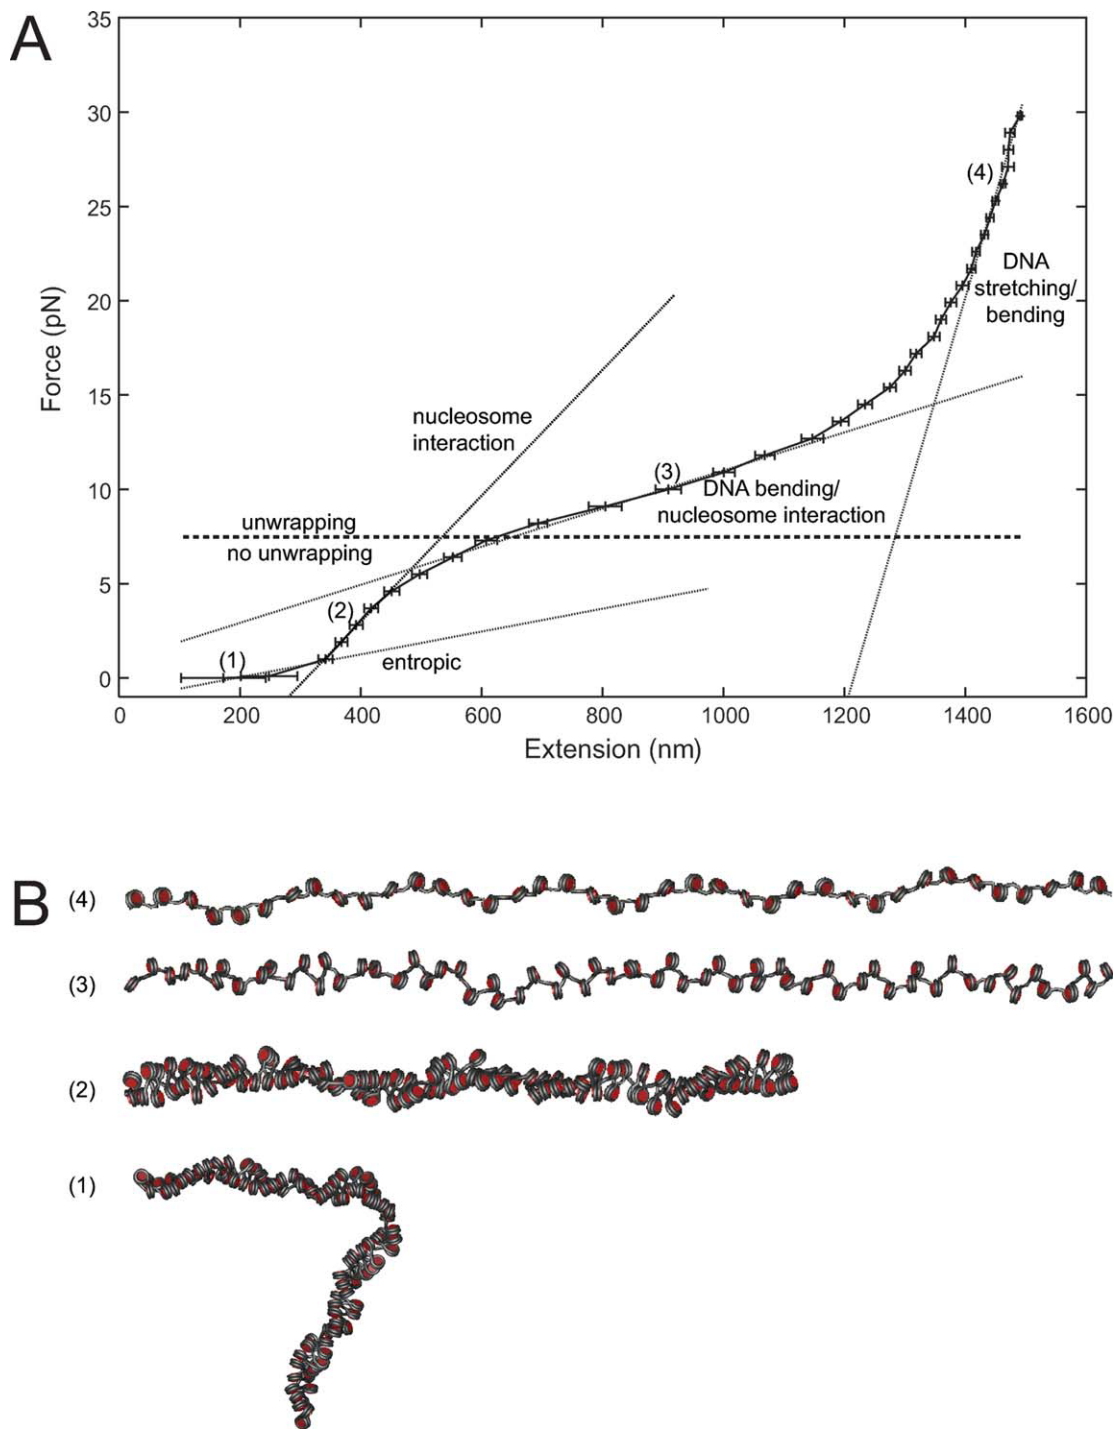 A
35
30
25
20
15
10
5
0
Force (pN)
0 200 400 600 800 1000 1200 1400 1600
Extension (nm)
(4)
DNA
stretching/
bending
nucleosome
interaction
(3)
DNA bending/
nucleosome interaction
unwrapping
no unwrapping
(2)
(1)
entropic
B
(4)
(3)
(2)
(1)